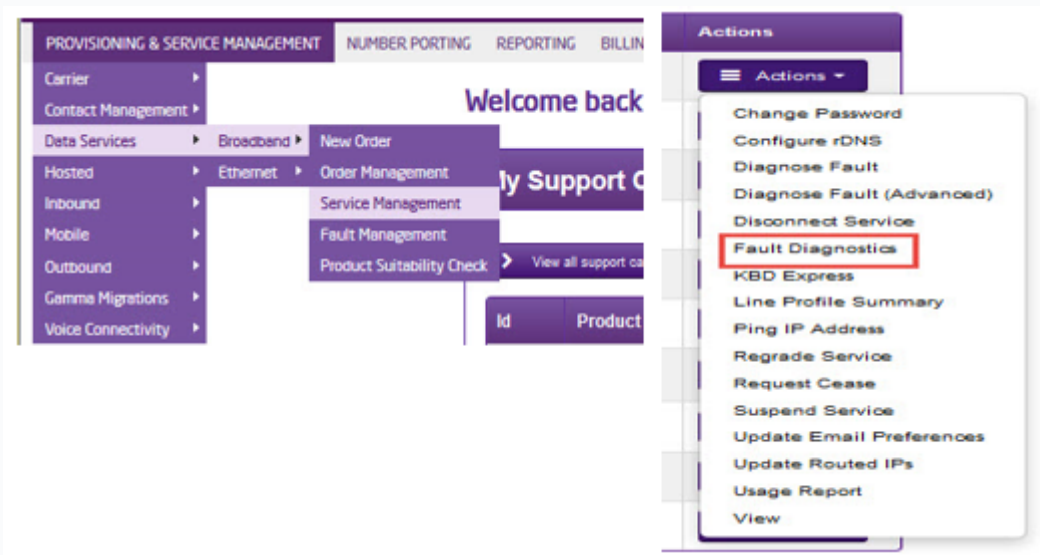 PROVISIONING & SERVICE MANAGEMENT NUMBER PORTING REPORTING BILLIN
Carrier
Contact Management
Data Services Broadband New Order
Hosted Ethernet Order Management
Inbound Service Management
Mobile Fault Management
Outbound Product Suitability Check
Gamma Migrations
Voice Connectivity
Welcome back
My Support C
View all support ca
Id Product
Actions
Actions
Change Password
Configure rDNS
Diagnose Fault
Diagnose Fault (Advanced)
Disconnect Service
Fault Diagnostics
KBD Express
Line Profile Summary
Ping IP Address
Regrade Service
Request Cease
Suspend Service
Update Email Preferences
Update Routed IPs
Usage Report
View